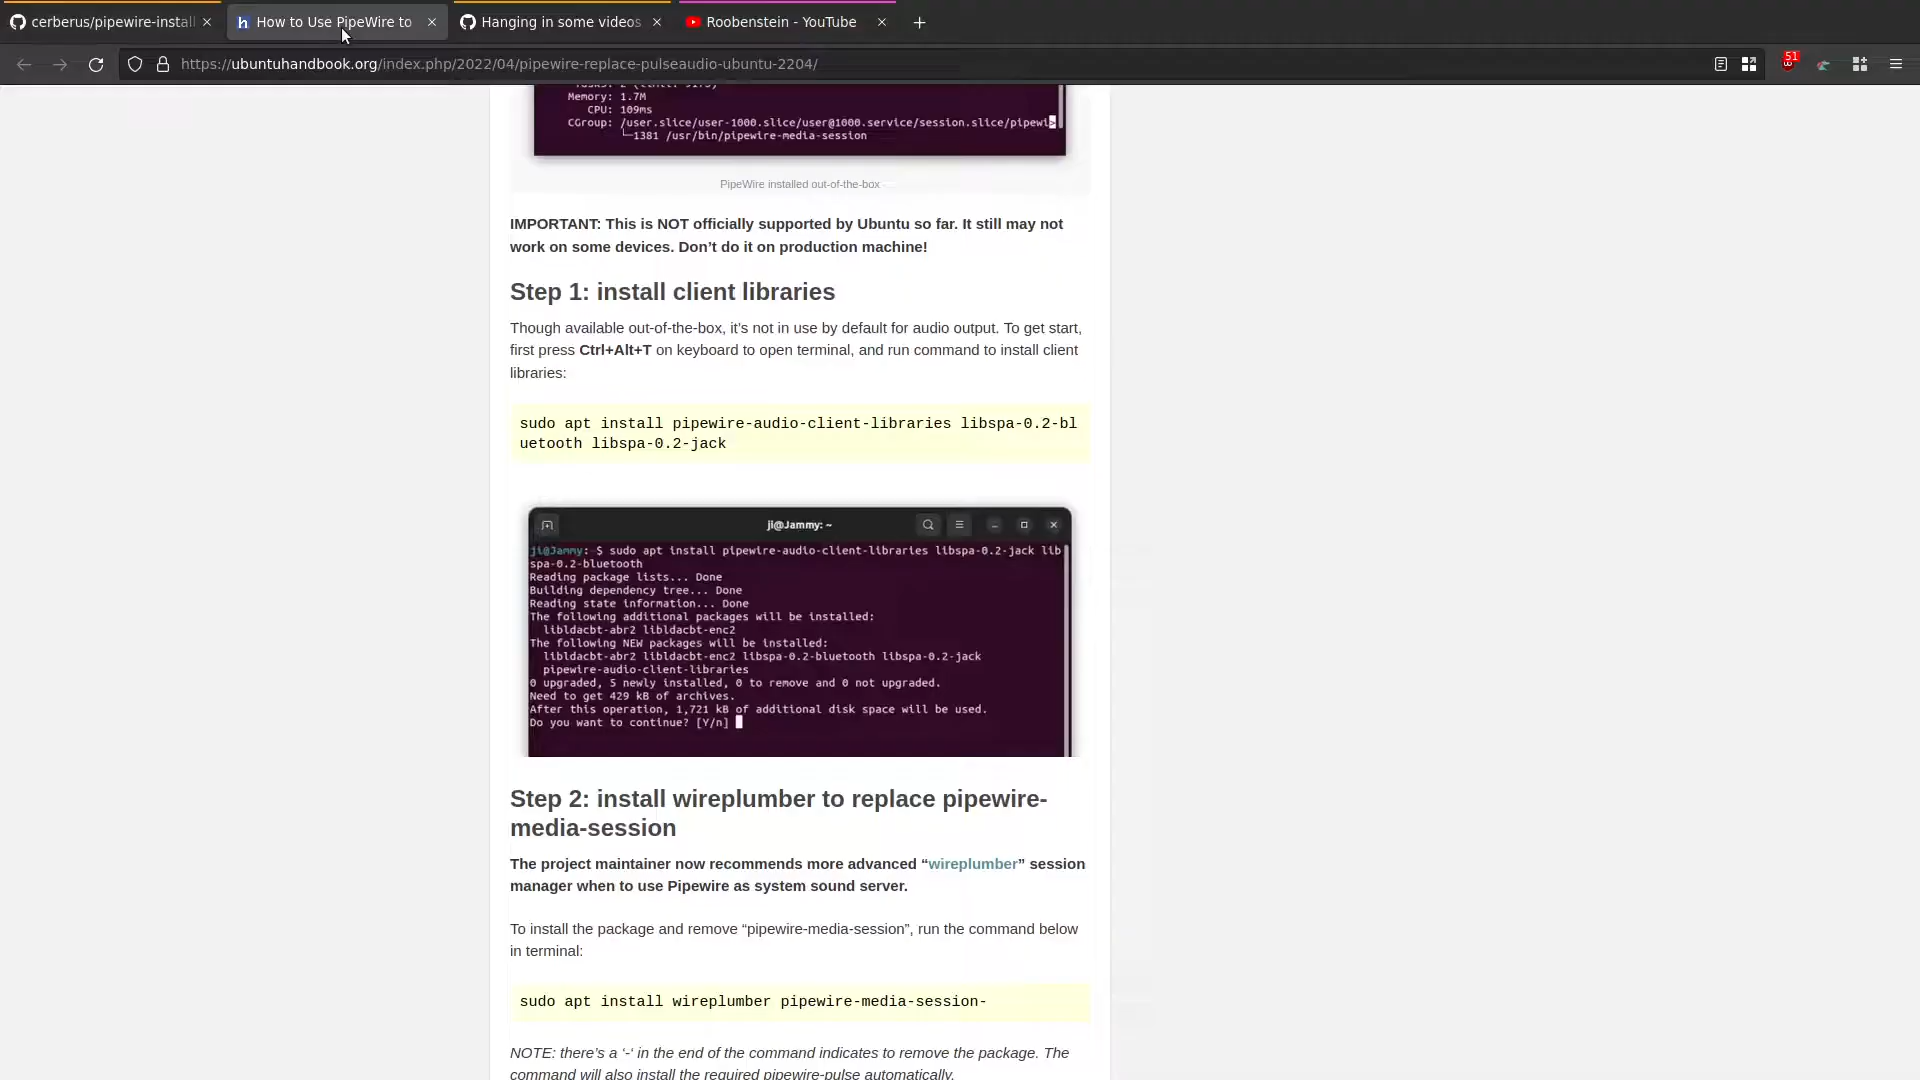 cerberus/pipewire-install
How to Use PipeWire to
Hanging in some videos
Roobenstein - YouTube
https://ubuntuhandbook.org/index.php/2022/04/pipewire-replace-pulseaudio-ubuntu-2204/
51
Memory: 1.7M
CPU: 109ms
CGroup: /user.slice/user-1000.slice/user@1000.service/session.slice/pipewi>
└─1381 /usr/bin/pipewire-media-session
PipeWire installed out-of-the-box
IMPORTANT: This is NOT officially supported by Ubuntu so far. It still may not
work on some devices. Don’t do it on production machine!
Step 1: install client libraries
Though available out-of-the-box, it’s not in use by default for audio output. To get start,
first press Ctrl+Alt+T on keyboard to open terminal, and run command to install client
libraries:
sudo apt install pipewire-audio-client-libraries libspa-0.2-bl
uetooth libspa-0.2-jack
ji@Jammy: ~
ji@Jammy:~$ sudo apt install pipewire-audio-client-libraries libspa-0.2-jack lib
spa-0.2-bluetooth
Reading package lists... Done
Building dependency tree... Done
Reading state information... Done
The following additional packages will be installed:
libldacbt-abr2 libldacbt-enc2
The following NEW packages will be installed:
libldacbt-abr2 libldacbt-enc2 libspa-0.2-bluetooth libspa-0.2-jack
pipewire-audio-client-libraries
0 upgraded, 5 newly installed, 0 to remove and 0 not upgraded.
Need to get 429 kB of archives.
After this operation, 1,721 kB of additional disk space will be used.
Do you want to continue? [Y/n]
Step 2: install wireplumber to replace pipewire-
media-session
The project maintainer now recommends more advanced “wireplumber” session
manager when to use Pipewire as system sound server.
To install the package and remove “pipewire-media-session”, run the command below
in terminal:
sudo apt install wireplumber pipewire-media-session-
NOTE: there’s a ‘-‘ in the end of the command indicates to remove the package. The
command will also install the required pipewire-pulse automatically.